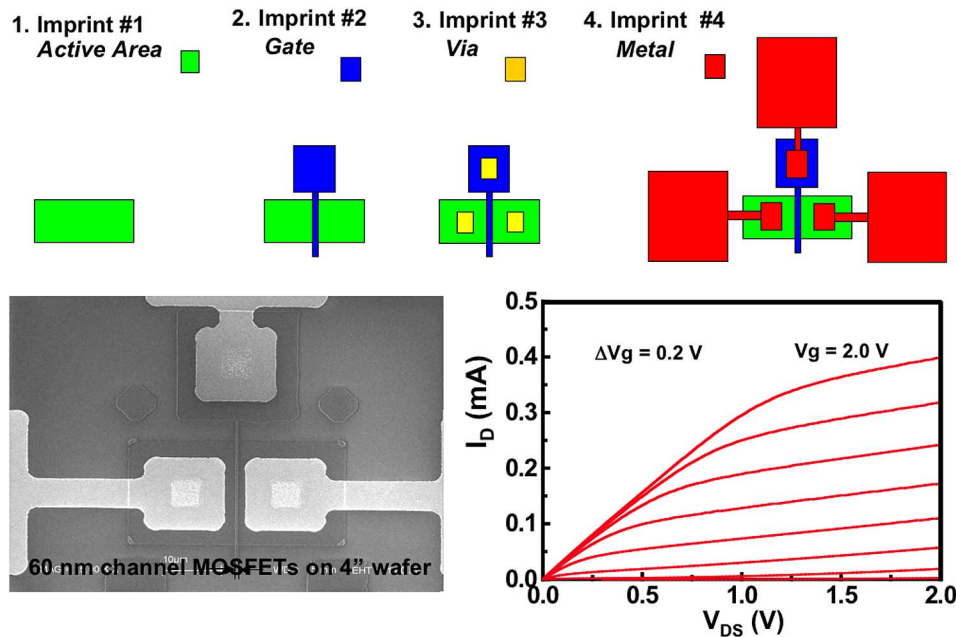 1. Imprint #1
Active Area
2. Imprint #2
Gate
3. Imprint #3
Via
4. Imprint #4
Metal
10µm
60 nm channel MOSFETs on 4” wafer
EHT
0.5
0.4
0.3
0.2
0.1
0.0
I_D (mA)
ΔVg = 0.2 V
Vg = 2.0 V
0.0 0.5 1.0 1.5 2.0
V_DS (V)